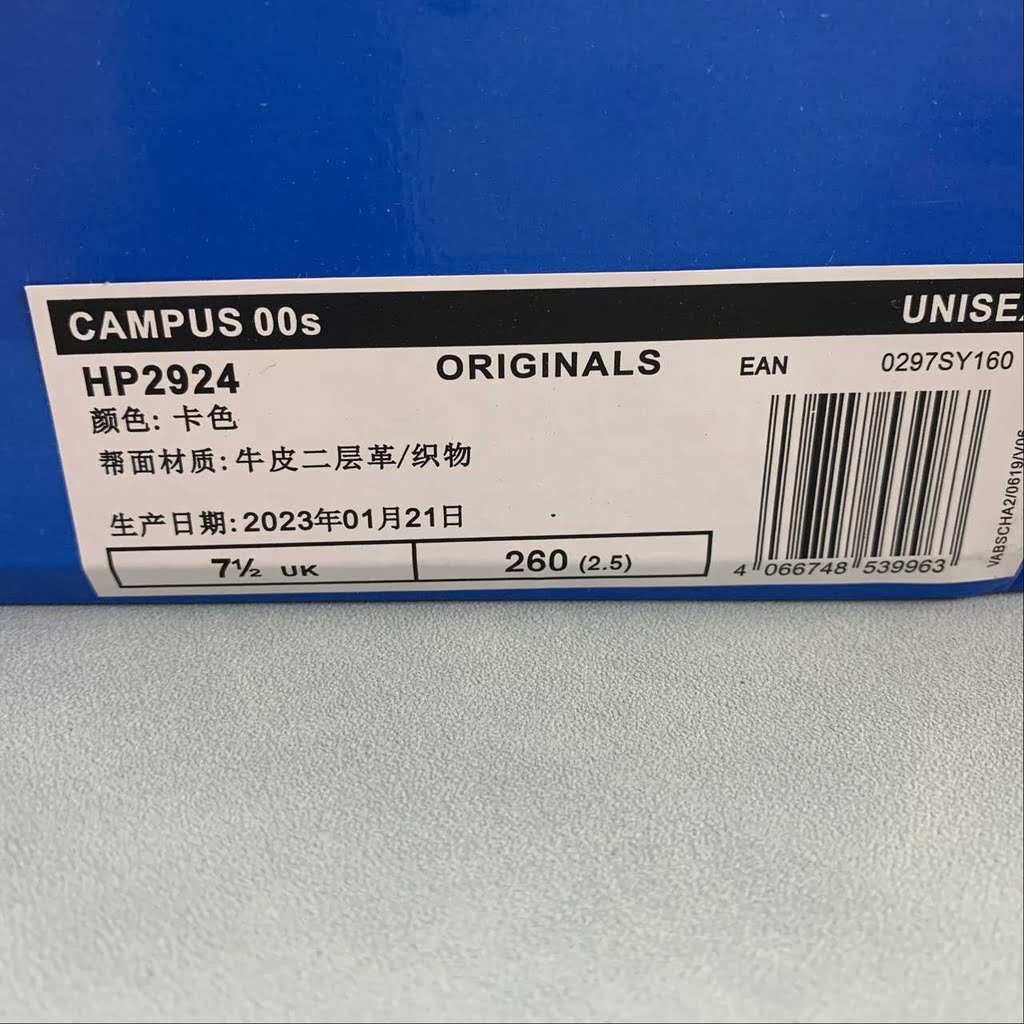 CAMPUS 00s
UNISEX
HP2924
ORIGINALS
EAN
0297SY160
颜色: 卡色
帮面材质: 牛皮二层革/织物
生产日期: 2023年01月21日
7½ UK
260 (2.5)
4 066748 539963
VABSCHA2/0619/V06